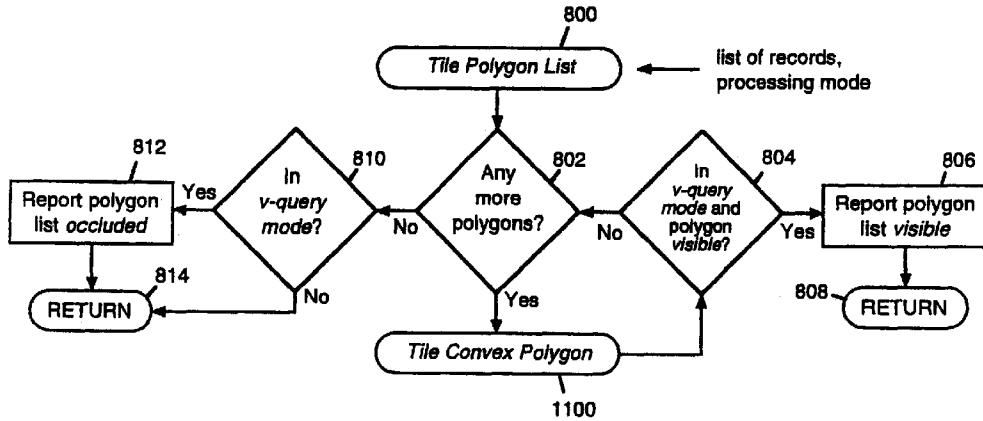 800
Tile Polygon List
list of records,
processing mode
812
Report polygon
list occluded
Yes
810
In
v-query
mode?
No
802
Any
more
polygons?
No
804
In
v-query
mode and
polygon
visible?
Yes
806
Report polygon
list visible
814
RETURN
No
Yes
808
RETURN
Tile Convex Polygon
1100